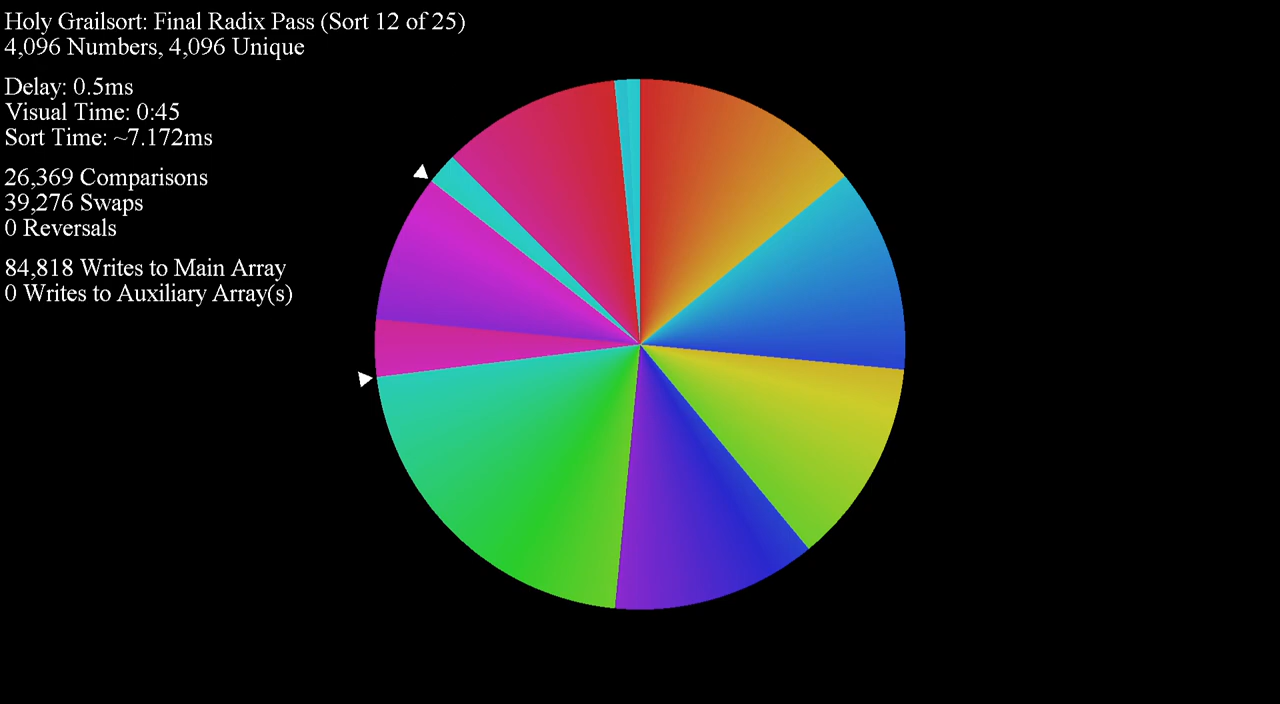 Holy Grailsort: Final Radix Pass (Sort 12 of 25)
4,096 Numbers, 4,096 Unique
Delay: 0.5ms
Visual Time: 0:45
Sort Time: ~7.172ms
26,369 Comparisons
39,276 Swaps
0 Reversals
84,818 Writes to Main Array
0 Writes to Auxiliary Array(s)